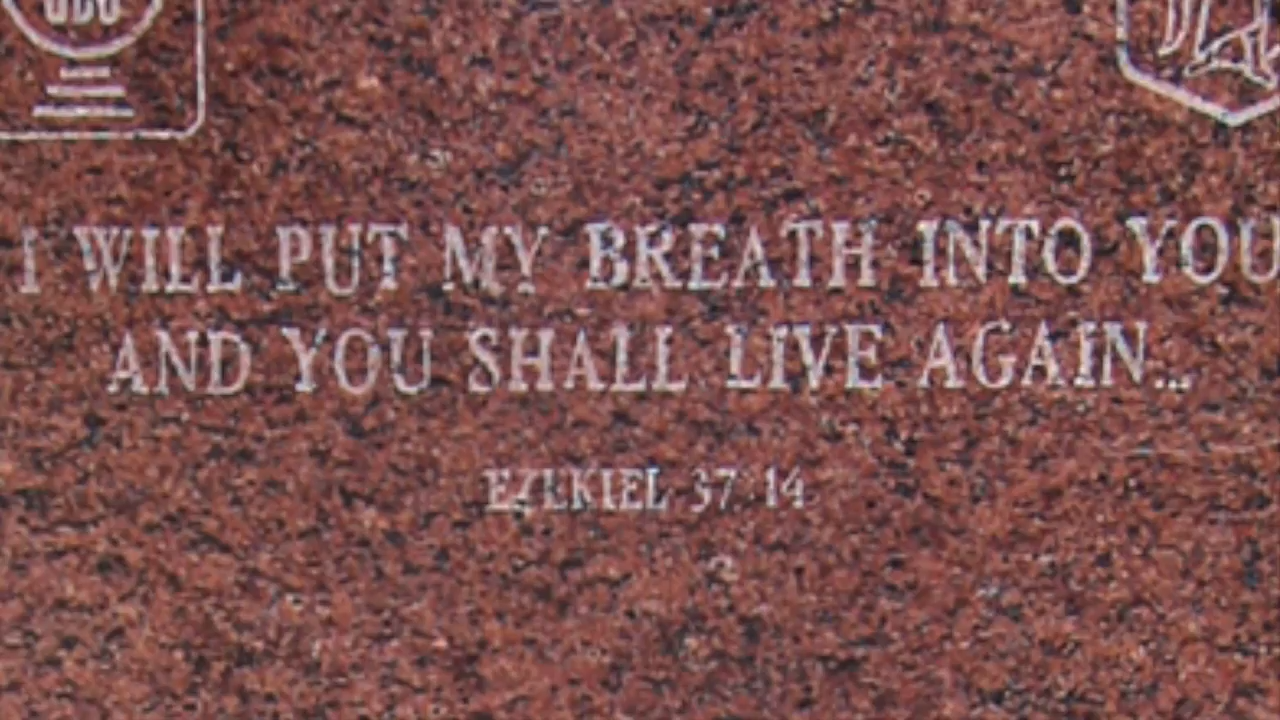 I WILL PUT MY BREATH INTO YOU
AND YOU SHALL LIVE AGAIN...
EZEKIEL 37:14